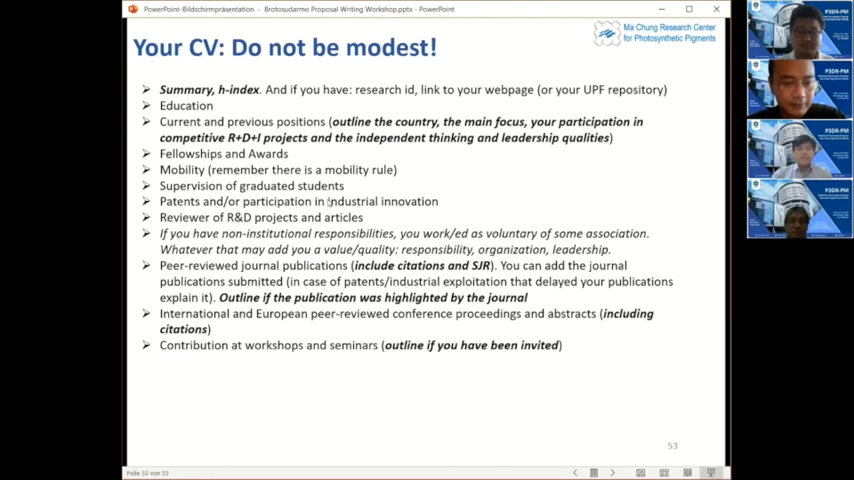 PowerPoint-Bildschirmpräsentation - Brotosudarmo Proposal Writing Workshop.pptx - PowerPoint
Ma Chung Research Center
for Photosynthetic Pigments
Your CV: Do not be modest!
➢ Summary, h-index. And if you have: research id, link to your webpage (or your UPF repository)
➢ Education
➢ Current and previous positions (outline the country, the main focus, your participation in
competitive R+D+I projects and the independent thinking and leadership qualities)
➢ Fellowships and Awards
➢ Mobility (remember there is a mobility rule)
➢ Supervision of graduated students
➢ Patents and/or participation in industrial innovation
➢ Reviewer of R&D projects and articles
➢ If you have non-institutional responsibilities, you work/ed as voluntary of some association.
Whatever that may add you a value/quality: responsibility, organization, leadership.
➢ Peer-reviewed journal publications (include citations and SJR). You can add the journal
publications submitted (in case of patents/industrial exploitation that delayed your publications
explain it). Outline if the publication was highlighted by the journal
➢ International and European peer-reviewed conference proceedings and abstracts (including
citations)
➢ Contribution at workshops and seminars (outline if you have been invited)
53
Folie 53 von 55
P3DR-PM
P3DR-PM
P3DR-PM
P3DR-PM